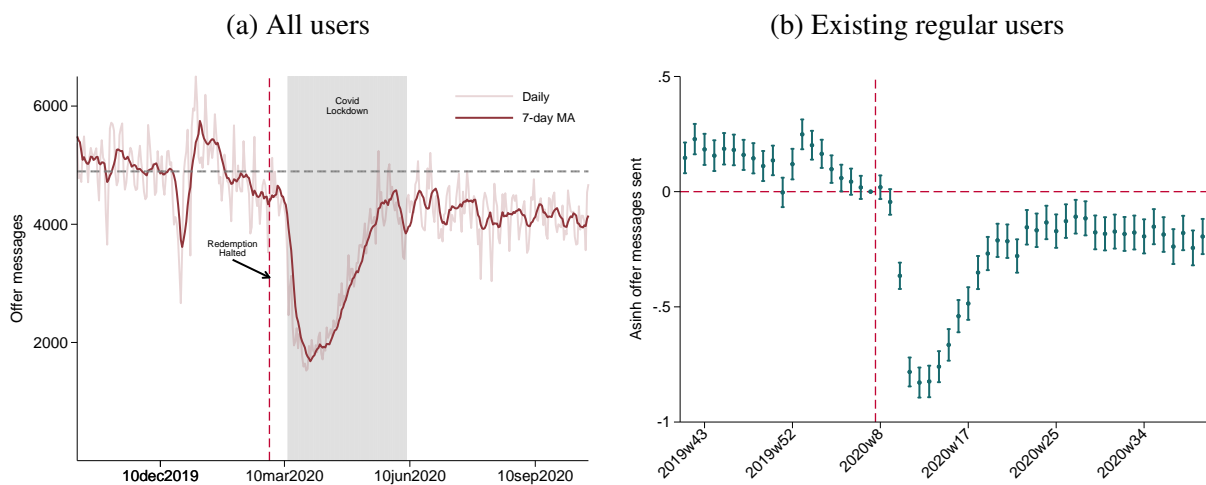 (a) All users
Offer messages
6000
4000
2000
Covid
Lockdown
Daily
7-day MA
Redemption
Halted
10dec2019
10mar2020
10jun2020
10sep2020
(b) Existing regular users
Asinh offer messages sent
.5
0
-.5
-1
2019w43
2019w52
2020w8
2020w17
2020w25
2020w34